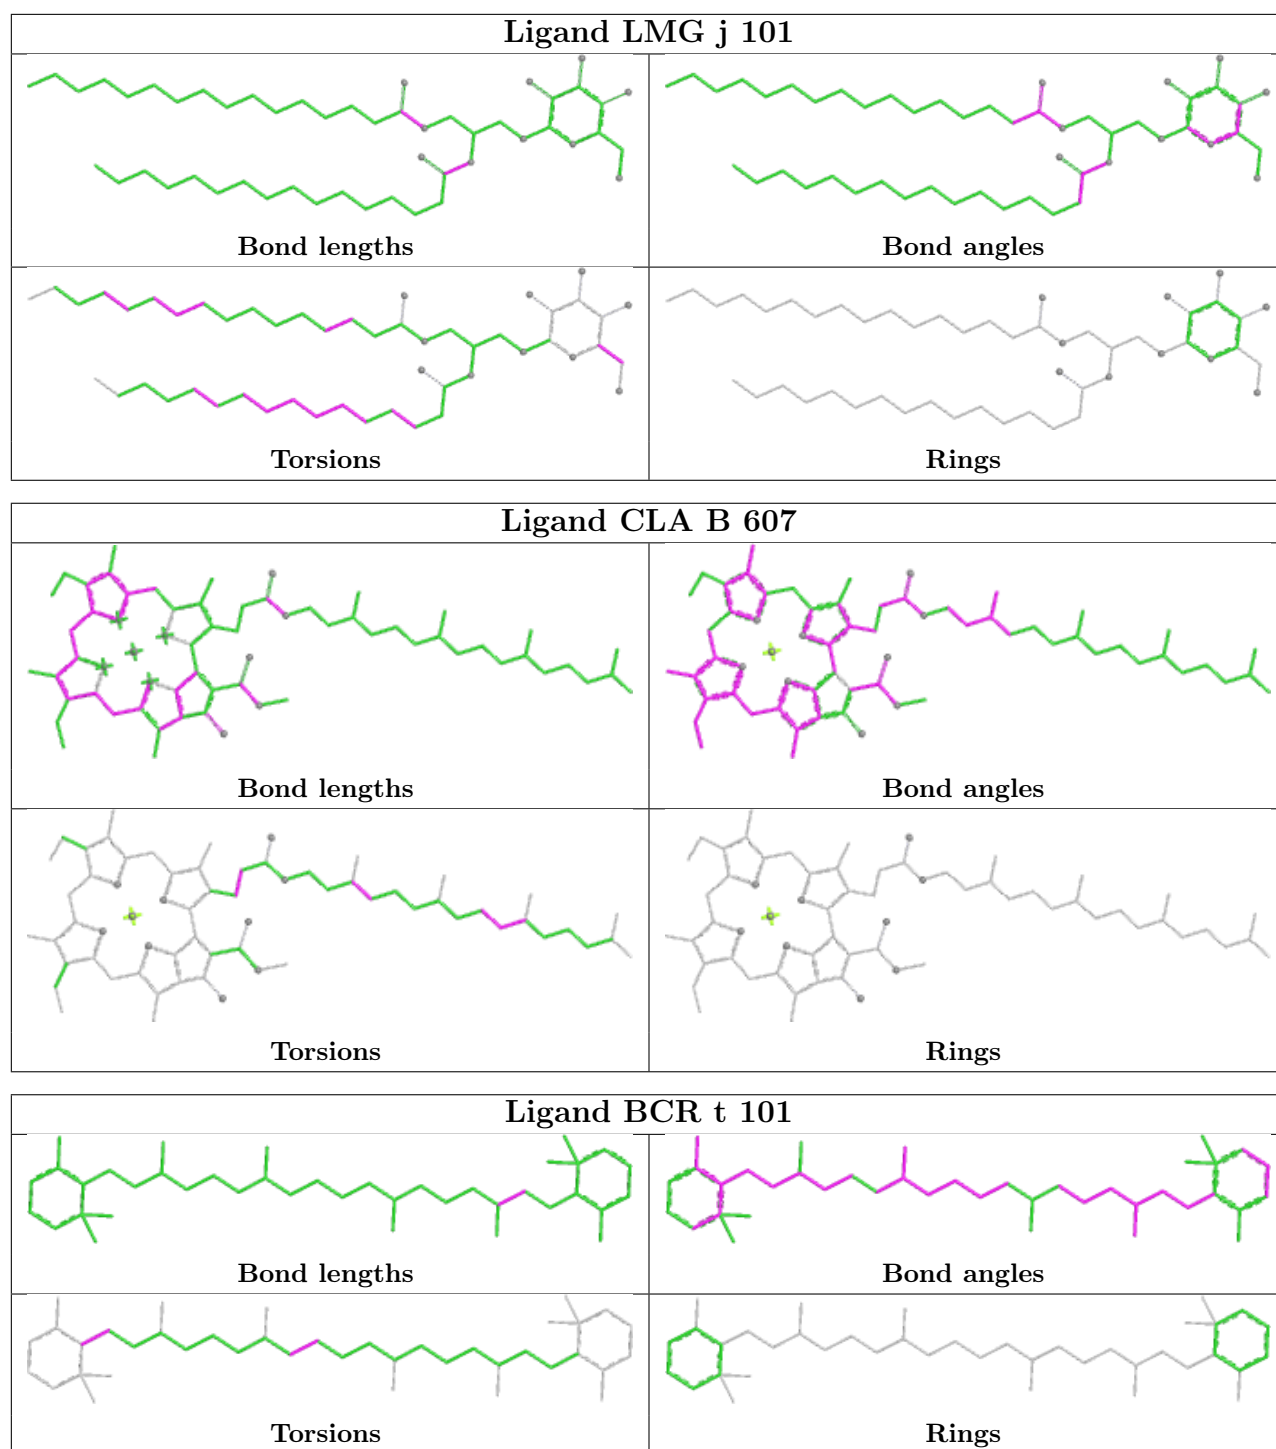 Ligand LMG j 101
Bond lengths
Bond angles
Torsions
Rings
Ligand CLA B 607
Bond lengths
Bond angles
Torsions
Rings
Ligand BCR t 101
Bond lengths
Bond angles
Torsions
Rings